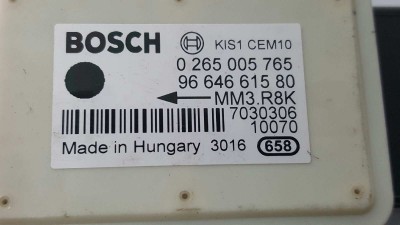 BOSCH KIS1 CEM10
0 265 005 765
96 646 615 80
MM3.R8K
7030306
10070
Made in Hungary 3016 658